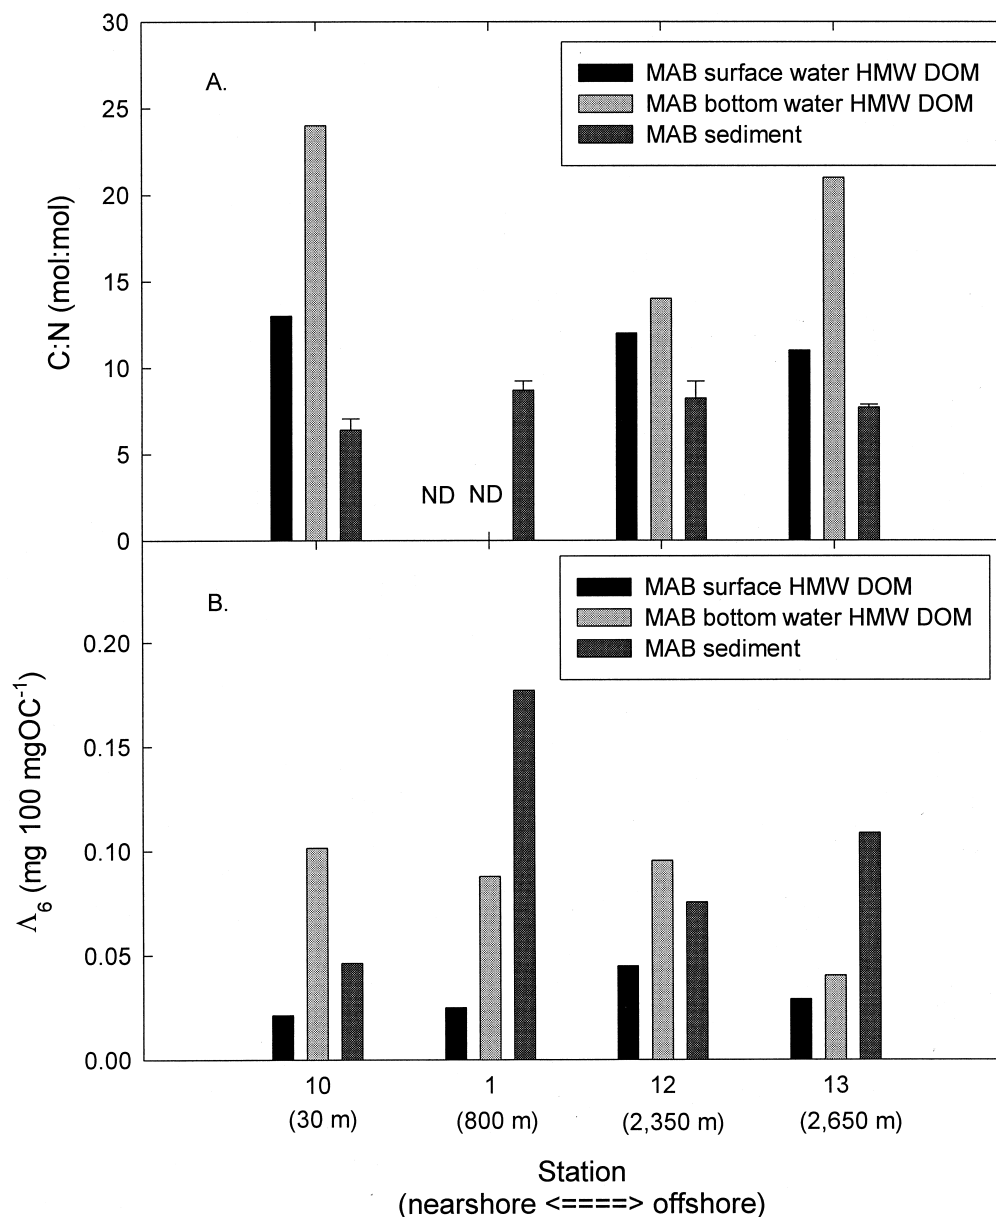 30
25
20
15
10
5
0
C:N (mol:mol)
A.
MAB surface water HMW DOM
MAB bottom water HMW DOM
MAB sediment
ND ND
B.
MAB surface HMW DOM
MAB bottom water HMW DOM
MAB sediment
0.20
0.15
0.10
0.05
0.00
Λ6 (mg 100 mgOC-1)
10 1 12 13
(30 m) (800 m) (2,350 m) (2,650 m)
Station
(nearshore <====> offshore)